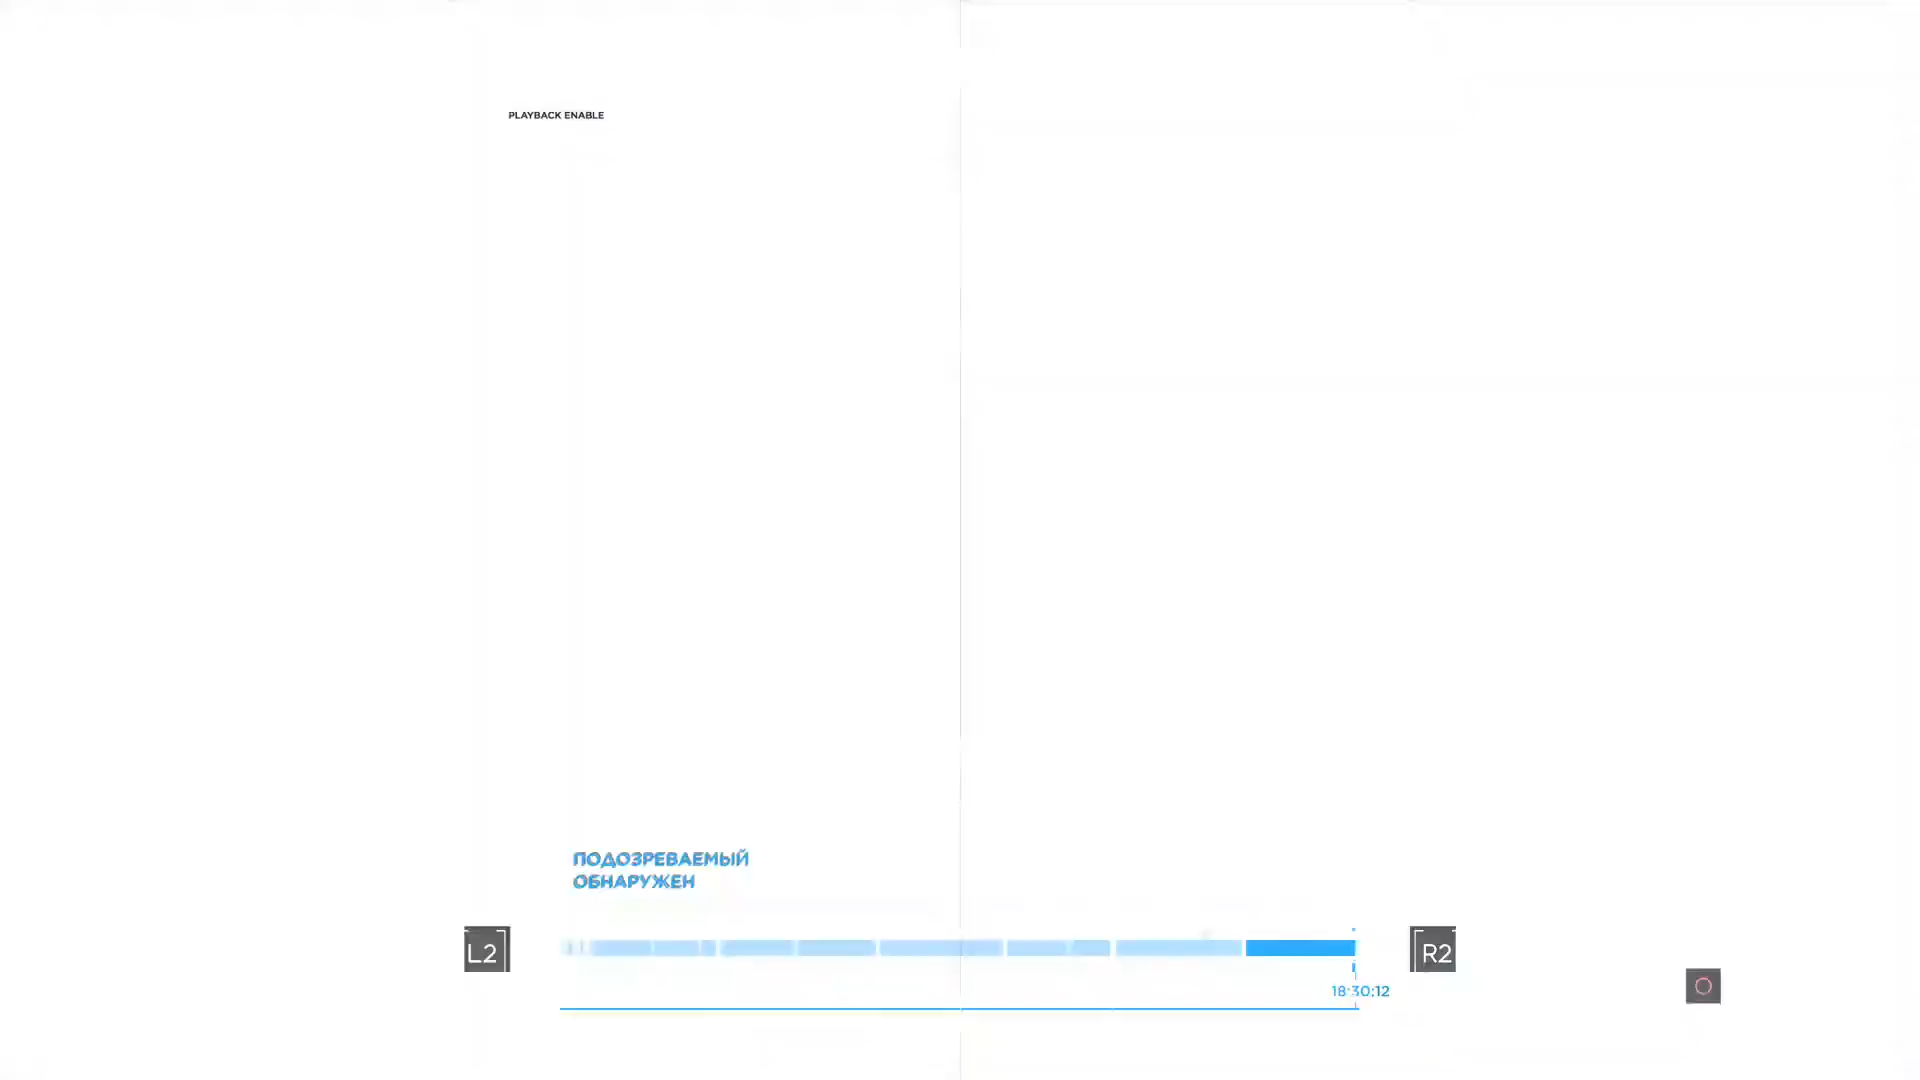 PLAYBACK ENABLE
ПОДОЗРЕВАЕМЫЙ
ОБНАРУЖЕН
L2
R2
18:30:12